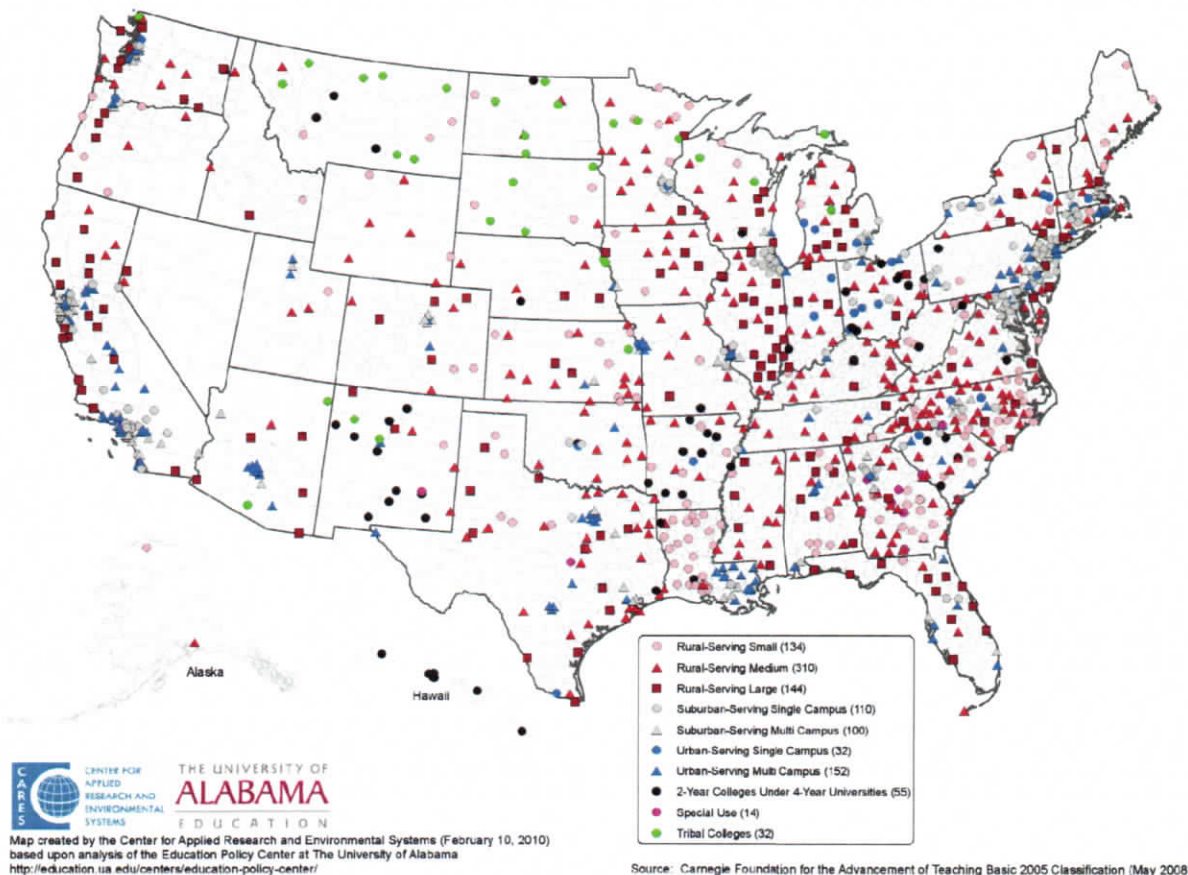 Alaska
Hawaii
Rural-Serving Small (134)
Rural-Serving Medium (310)
Rural-Serving Large (144)
Suburban-Serving Single Campus (110)
Suburban-Serving Multi Campus (100)
Urban-Serving Single Campus (32)
Urban-Serving Multi Campus (152)
2-Year Colleges Under 4-Year Universities (55)
Special Use (14)
Tribal Colleges (32)
CARES
CENTER FOR
APPLIED
RESEARCH AND
ENVIRONMENTAL
SYSTEMS
THE UNIVERSITY OF
ALABAMA
EDUCATION
Map created by the Center for Applied Research and Environmental Systems (February 10, 2010)
based upon analysis of the Education Policy Center at The University of Alabama
http://education.ua.edu/centers/education-policy-center/
Source: Carnegie Foundation for the Advancement of Teaching Basic 2005 Classification (May 2008